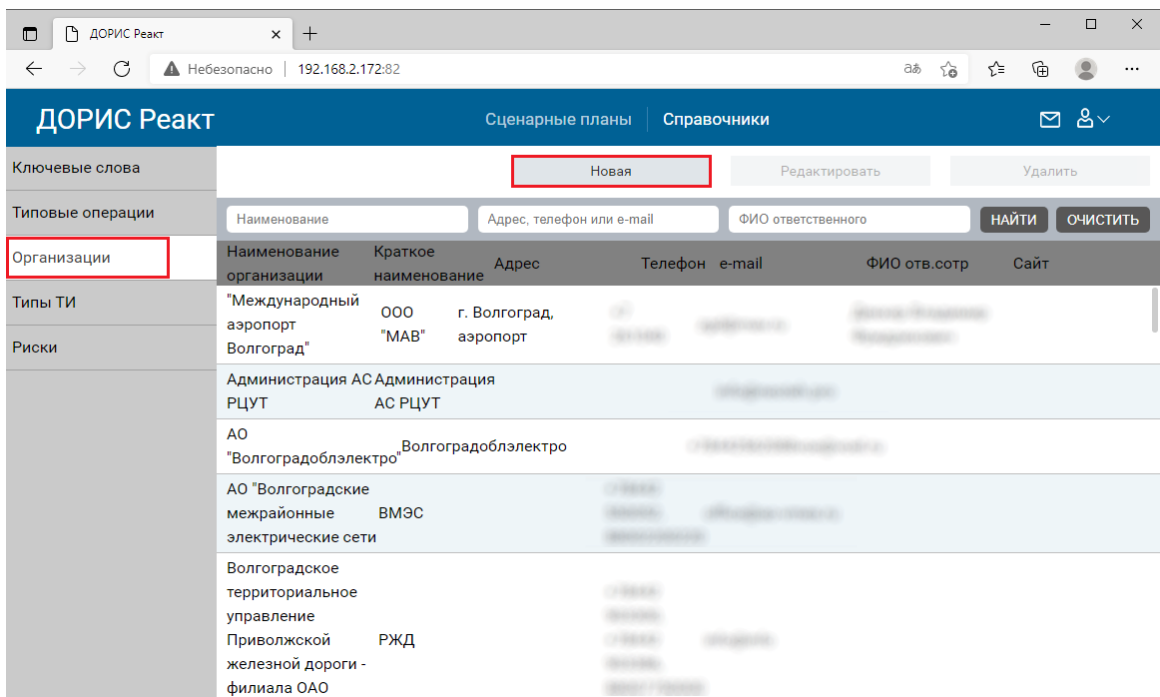 ДОРИС Реакт
Небезопасно 192.168.2.172:82
ДОРИС Реакт
Сценарные планы Справочники
Ключевые слова
Типовые операции
Организации
Типы ТИ
Риски
Новая Редактировать Удалить
Наименование Адрес, телефон или e-mail ФИО ответственного НАЙТИ ОЧИСТИТЬ
Наименование организации Краткое наименование Адрес Телефон e-mail ФИО отв.сотр Сайт
"Международный
аэропорт
Волгоград"
ООО
"МАВ"
г. Волгоград,
аэропорт
Администрация АС
РЦУТ
Администрация
АС РЦУТ
АО
"Волгоградоблэлектро"
Волгоградоблэлектро
АО "Волгоградские
межрайонные
электрические сети
ВМЭС
Волгоградское
территориальное
управление
Приволжской
железной дороги -
филиала ОАО
РЖД